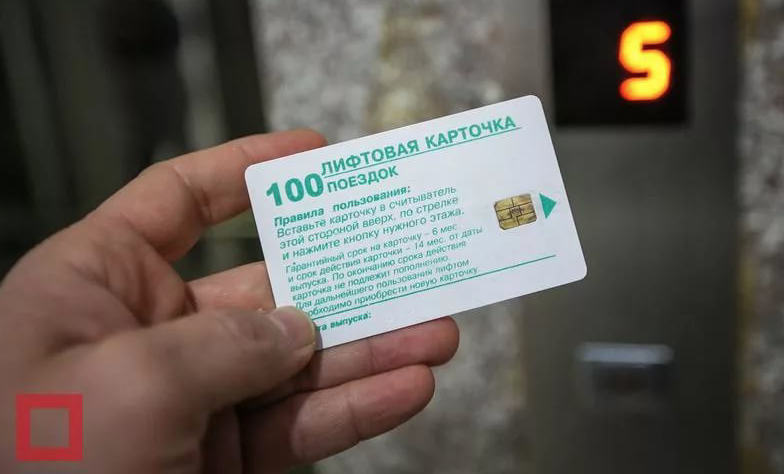 5
ЛИФТОВАЯ КАРТОЧКА
100 ПОЕЗДОК
Правила пользования:
Вставьте карточку в считыватель
этой стороной вверх, по стрелке
и нажмите кнопку нужного этажа.
Гарантийный срок на карточку – 6 мес.
и срок действия карточки – 14 мес. от даты
выпуска. По окончанию срока действия
карточка не подлежит пополнению.
Для дальнейшего пользования лифтом
необходимо приобрести новую карточку.
та выпуска: